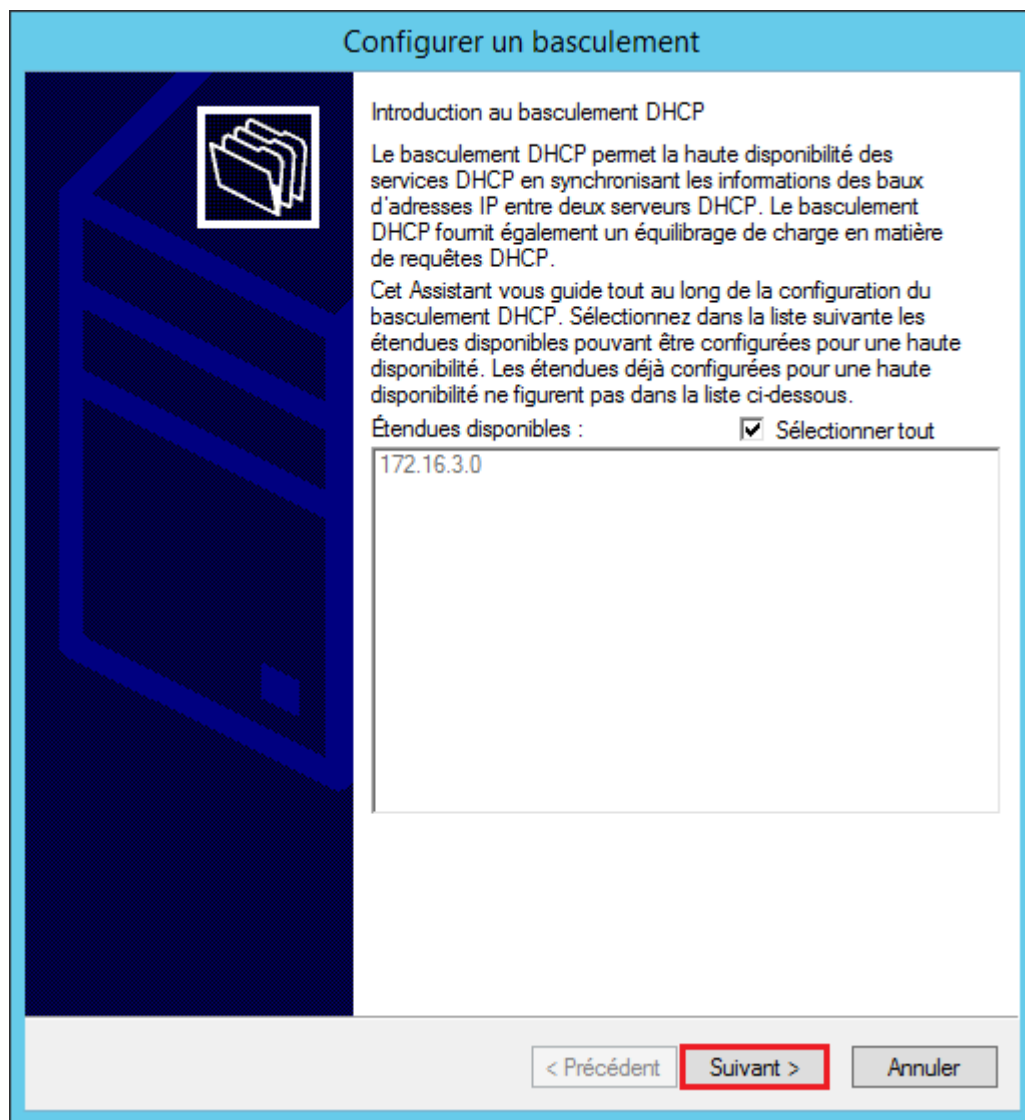 Configurer un basculement
Introduction au basculement DHCP
Le basculement DHCP permet la haute disponibilité des
services DHCP en synchronisant les informations des baux
d'adresses IP entre deux serveurs DHCP. Le basculement
DHCP fournit également un équilibrage de charge en matière
de requêtes DHCP.
Cet Assistant vous guide tout au long de la configuration du
basculement DHCP. Sélectionnez dans la liste suivante les
étendues disponibles pouvant être configurées pour une haute
disponibilité. Les étendues déjà configurées pour une haute
disponibilité ne figurent pas dans la liste ci-dessous.
Étendues disponibles : Sélectionner tout
172.16.3.0
< Précédent Suivant > Annuler